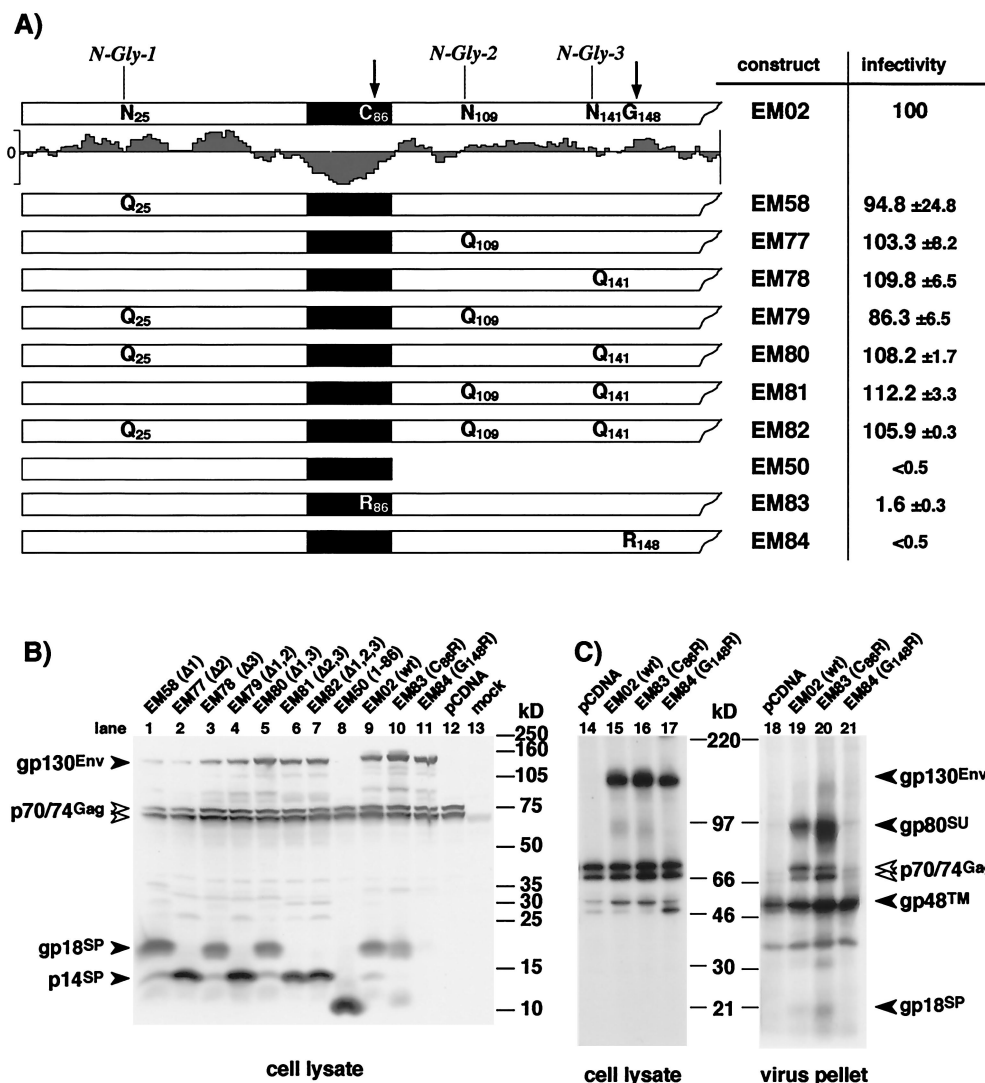 A)
N-Gly-1 N-Gly-2 N-Gly-3 construct infectivity
N25 C86 N109 N141G148 EM02 100
0
Q25 EM58 94.8 ±24.8
Q109 EM77 103.3 ±8.2
Q141 EM78 109.8 ±6.5
Q25 Q109 EM79 86.3 ±6.5
Q25 Q141 EM80 108.2 ±1.7
Q109 Q141 EM81 112.2 ±3.3
Q25 Q109 Q141 EM82 105.9 ±0.3
EM50 <0.5
R86 EM83 1.6 ±0.3
R148 EM84 <0.5
B)
EM58 (Δ1)
EM77 (Δ2)
EM78 (Δ3)
EM79 (Δ1,2)
EM80 (Δ1,3)
EM81 (Δ2,3)
EM82 (Δ1,2,3)
EM50 (1-86)
EM02 (wt)
EM83 (C86R)
EM84 (G148R)
pCDNA
mock
lane 1 2 3 4 5 6 7 8 9 10 11 12 13
kD
250
160
105
75
50
35
30
25
15
10
gp130Env
p70/74Gag
gp18SP
p14SP
cell lysate
C)
pCDNA
EM02 (wt)
EM83 (C86R)
EM84 (G148R)
14 15 16 17
kD
220
97
66
46
30
21
pCDNA
EM02 (wt)
EM83 (C86R)
EM84 (G148R)
18 19 20 21
gp130Env
gp80SU
p70/74Ga
gp48TM
gp18SP
cell lysate
virus pellet